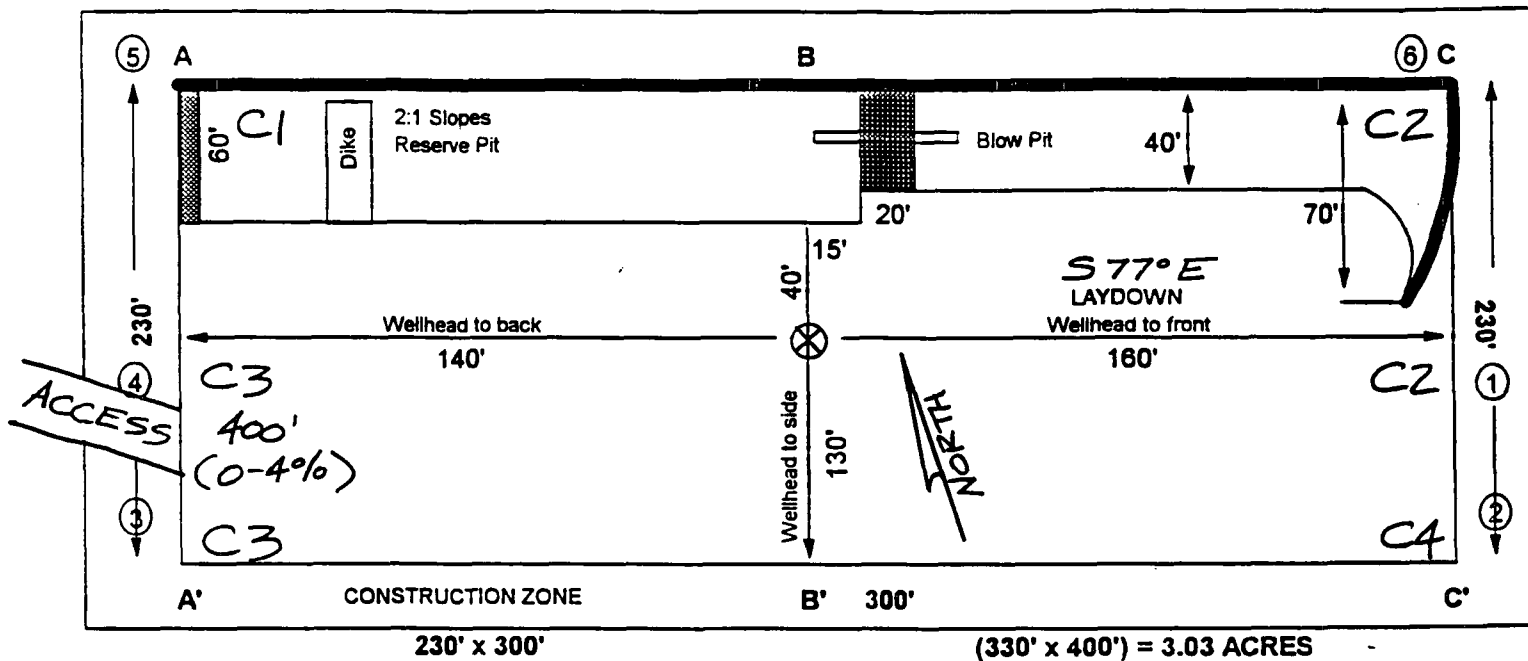 ⑤ A B ⑥ C
60' C1 Dike 2:1 Slopes
Reserve Pit
Blow Pit 40' C2
20' 70'
15'
40' S 77° E
LAYDOWN
230' Wellhead to back Wellhead to front 230'
140' 160'
④ C3 C2 ①
ACCESS 400' Wellhead to side 130' NORTH
(0-4%)
③ C3 C4 ②
A' CONSTRUCTION ZONE B' 300' C'
230' x 300' (330' x 400') = 3.03 ACRES